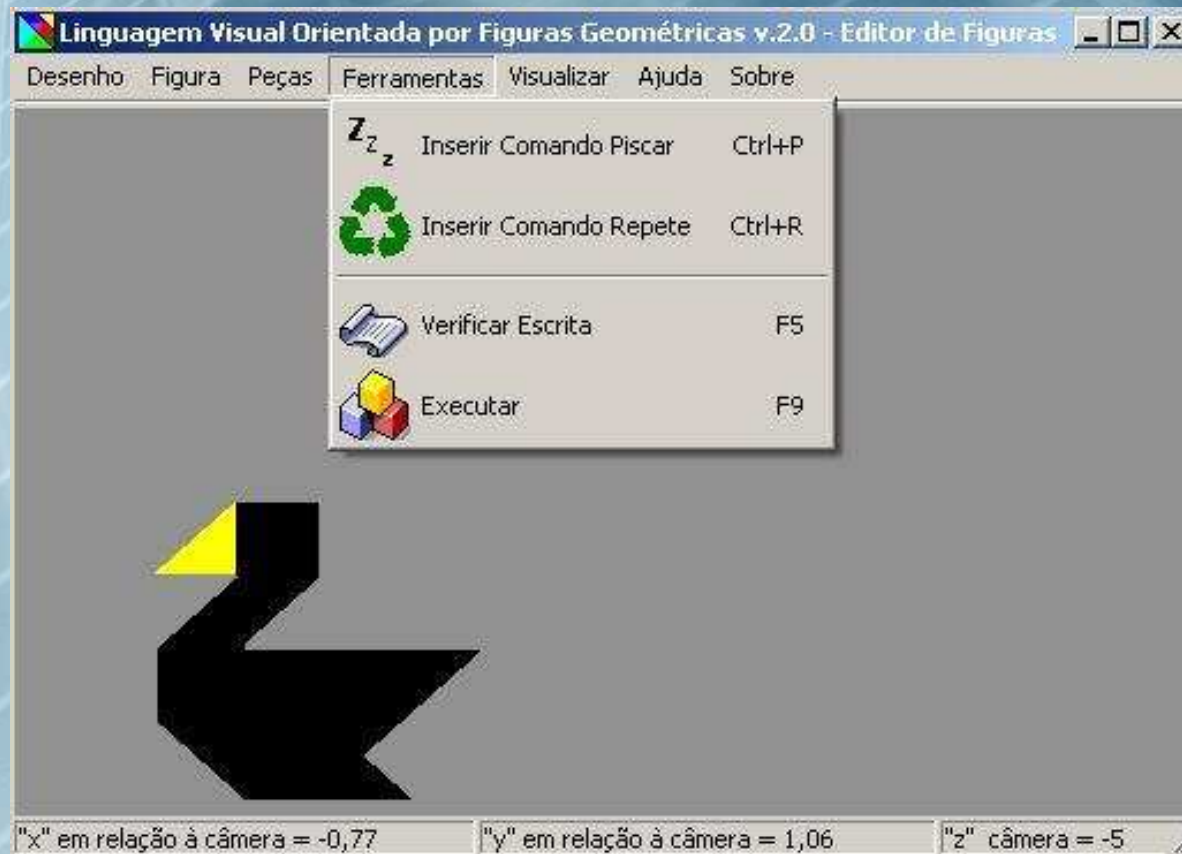 Linguagem Visual Orientada por Figuras Geométricas v.2.0 - Editor de Figuras
Desenho Figura Peças Ferramentas Visualizar Ajuda Sobre
Zzz Inserir Comando Piscar Ctrl+P
Inserir Comando Repete Ctrl+R
Verificar Escrita F5
Executar F9
"x" em relação à câmera = -0,77 "y" em relação à câmera = 1,06 "z" câmera = -5